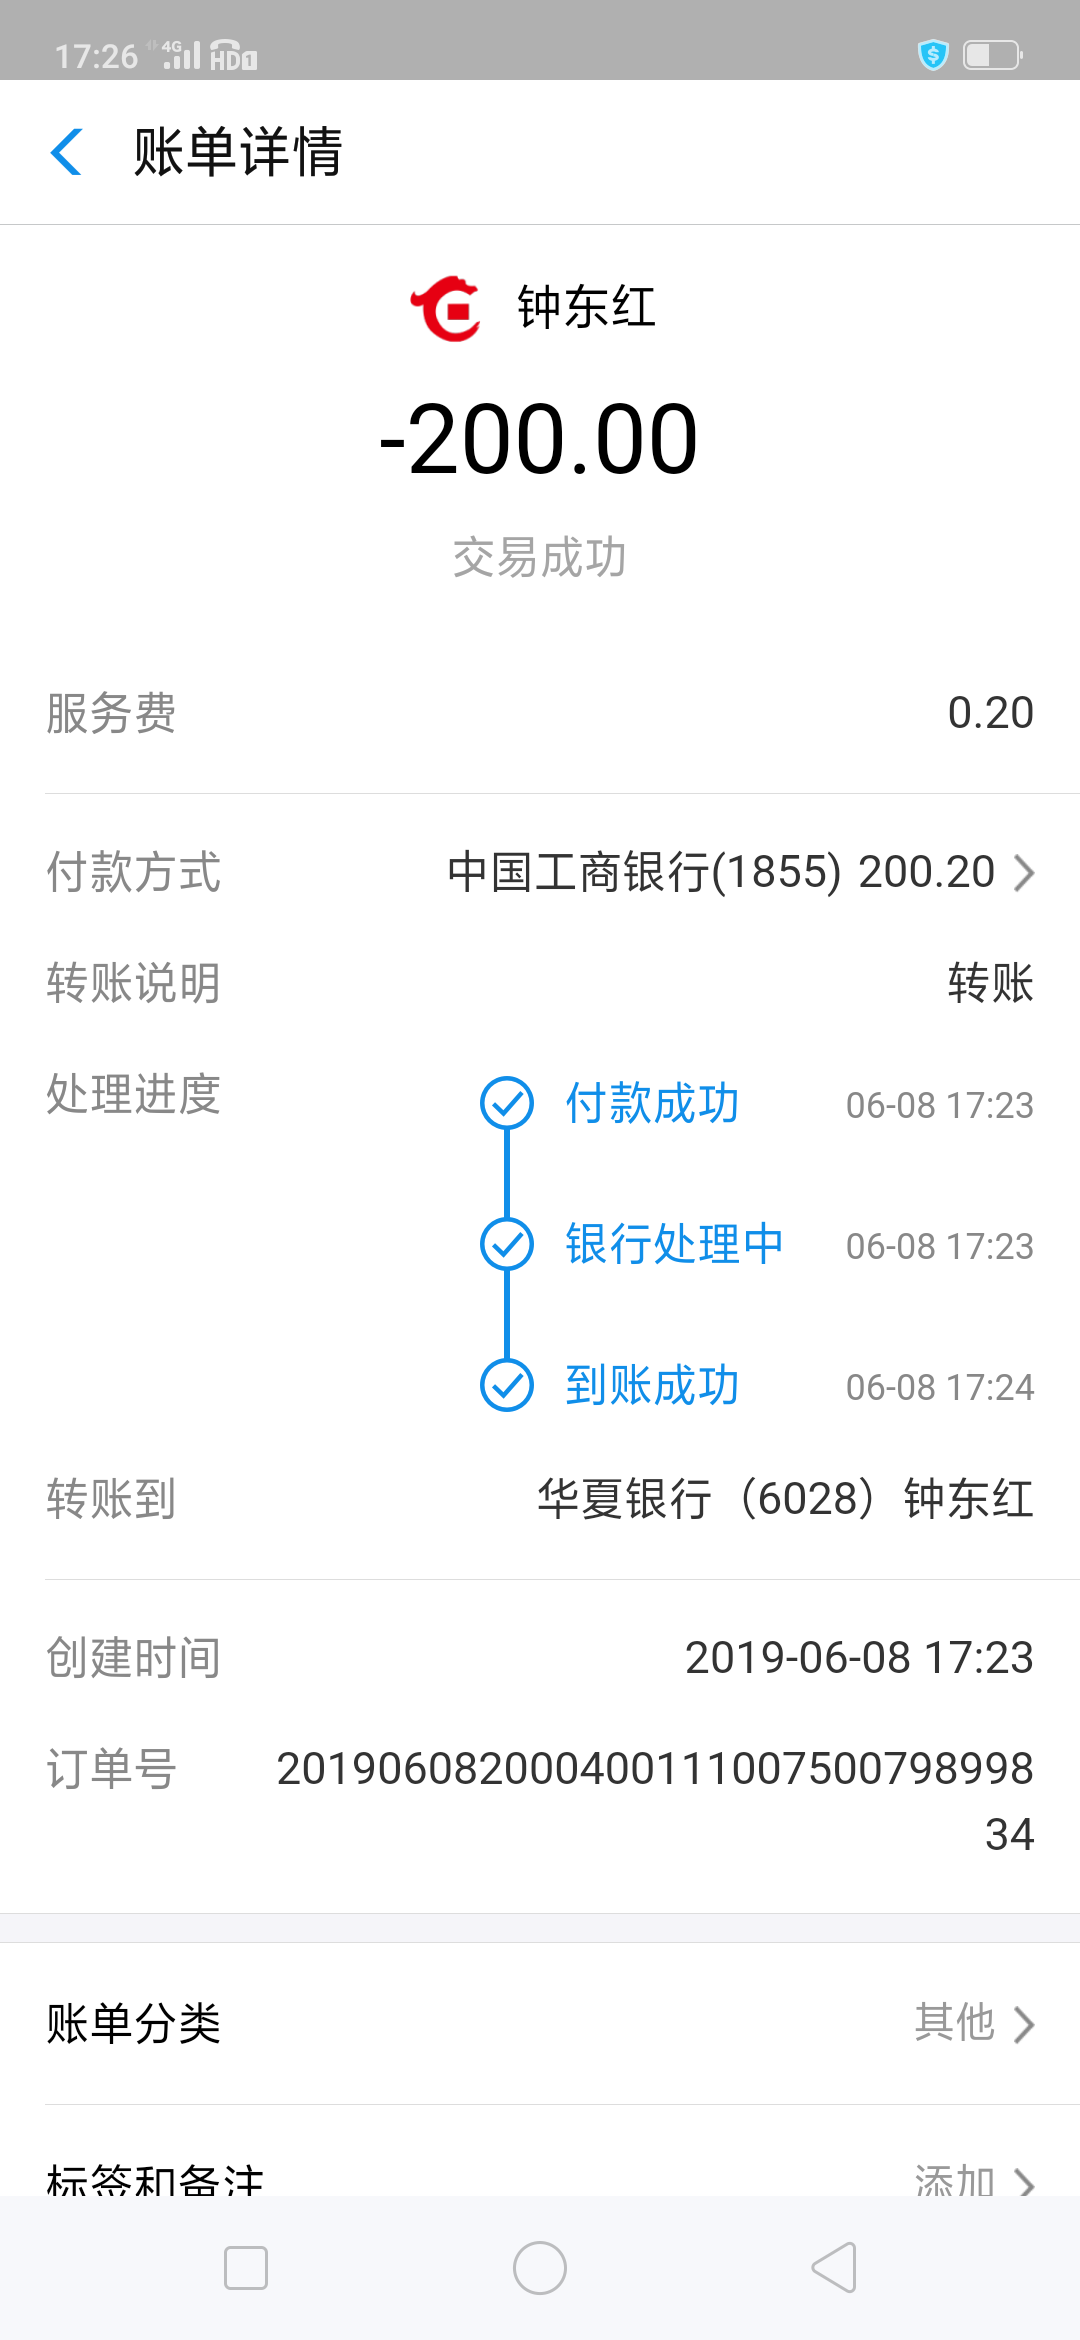 17:26 4G HD1
账单详情
钟东红
-200.00
交易成功
服务费 0.20
付款方式 中国工商银行(1855) 200.20
转账说明 转账
处理进度 付款成功 06-08 17:23
银行处理中 06-08 17:23
到账成功 06-08 17:24
转账到 华夏银行（6028）钟东红
创建时间 2019-06-08 17:23
订单号 201906082000400111007500798998
34
账单分类 其他
标签和备注 添加